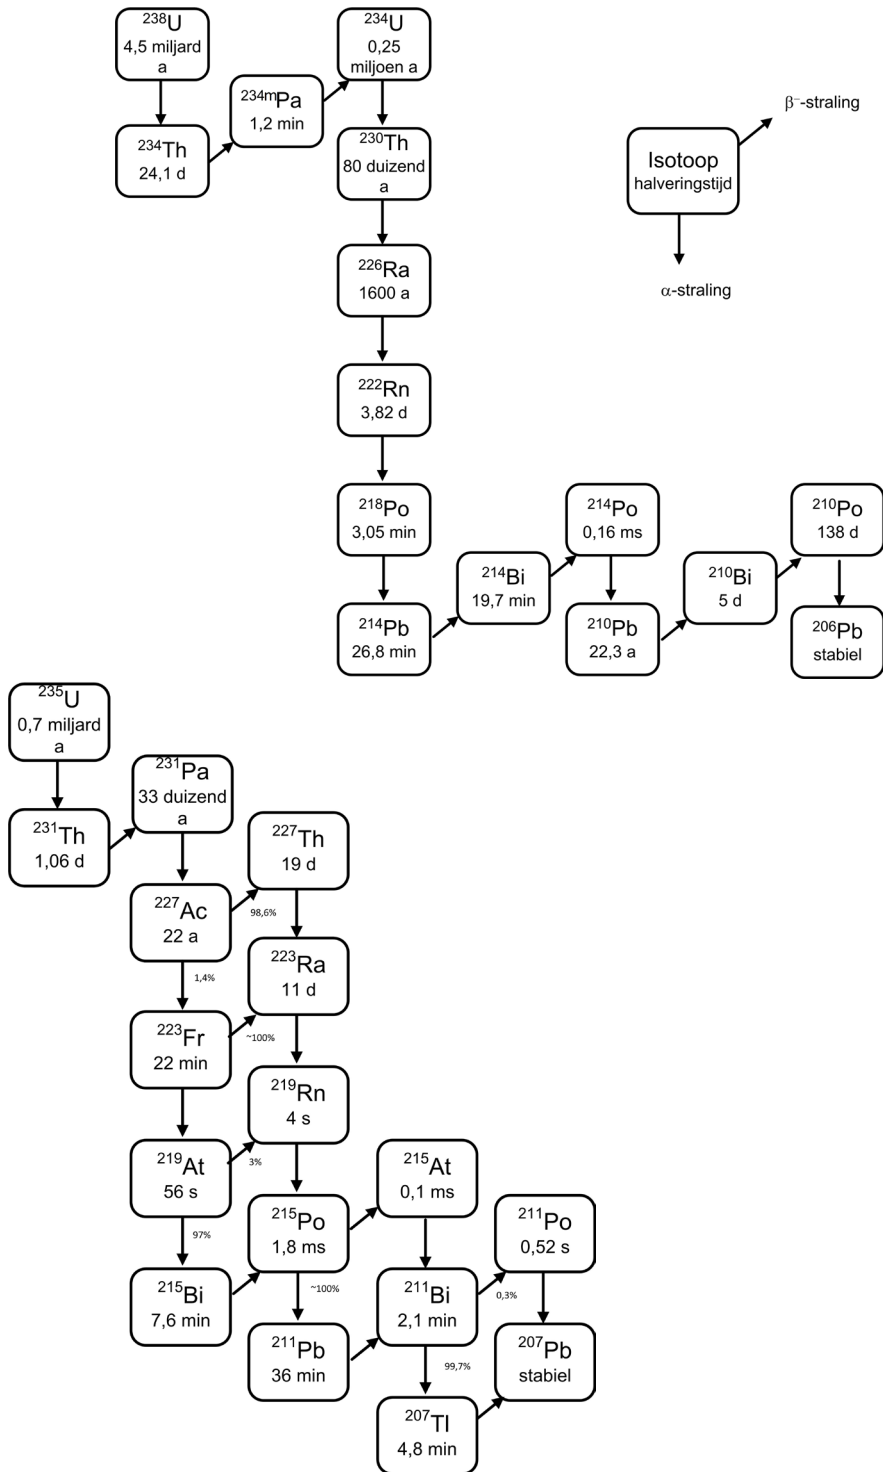 ²³⁸U
4,5 miljard
a
²³⁴Th
24,1 d
²³⁴ᵐPa
1,2 min
²³⁴U
0,25
miljoen a
²³⁰Th
80 duizend
a
²²⁶Ra
1600 a
²²²Rn
3,82 d
²¹⁸Po
3,05 min
²¹⁴Pb
26,8 min
²¹⁴Bi
19,7 min
²¹⁴Po
0,16 ms
²¹⁰Pb
22,3 a
²¹⁰Bi
5 d
²¹⁰Po
138 d
²⁰⁶Pb
stabiel
β⁻-straling
Isotoop
halveringstijd
α-straling
²³⁵U
0,7 miljard
a
²³¹Th
1,06 d
²³¹Pa
33 duizend
a
²²⁷Ac
22 a
98,6%
²²⁷Th
19 d
1,4%
²²³Ra
11 d
²²³Fr
22 min
~100%
²¹⁹Rn
4 s
²¹⁹At
56 s
3%
97%
²¹⁵Bi
7,6 min
²¹⁵Po
1,8 ms
~100%
²¹⁵At
0,1 ms
²¹¹Pb
36 min
²¹¹Bi
2,1 min
0,3%
99,7%
²¹¹Po
0,52 s
²⁰⁷Pb
stabiel
²⁰⁷Tl
4,8 min